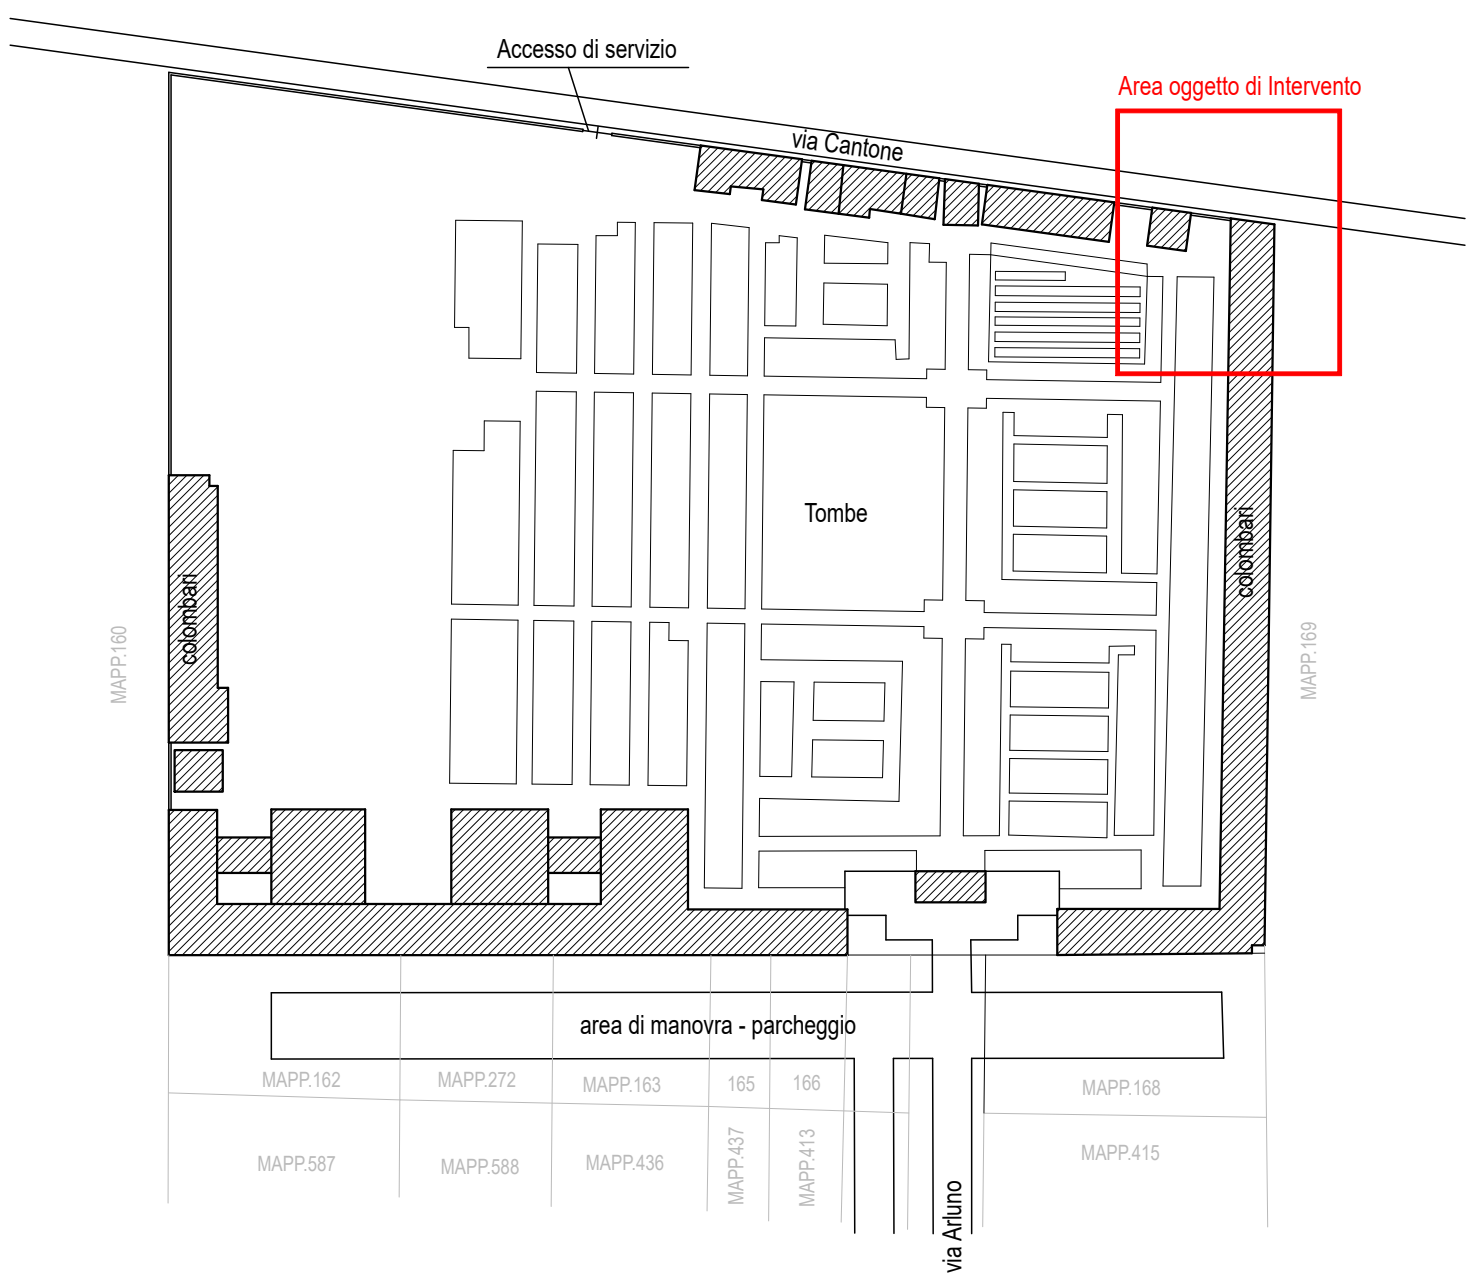 Accesso di servizio
Area oggetto di Intervento
via Cantone
Tombe
colombari
colombari
MAPP.160
MAPP.169
area di manovra - parcheggio
MAPP.162
MAPP.272
MAPP.163
165
166
MAPP.168
MAPP.587
MAPP.588
MAPP.436
MAPP.437
MAPP.413
MAPP.415
via Arluno